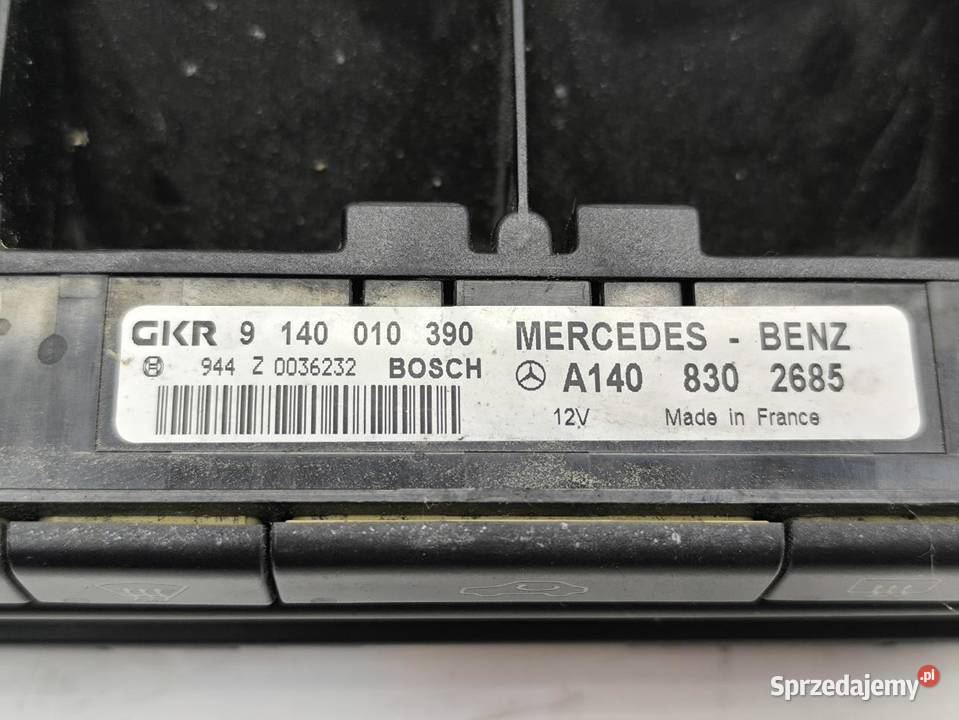 GKR 9 140 010 390 MERCEDES - BENZ
944 Z 0036232 BOSCH A140 830 2685
12V Made in France
Sprzedajemy.pl